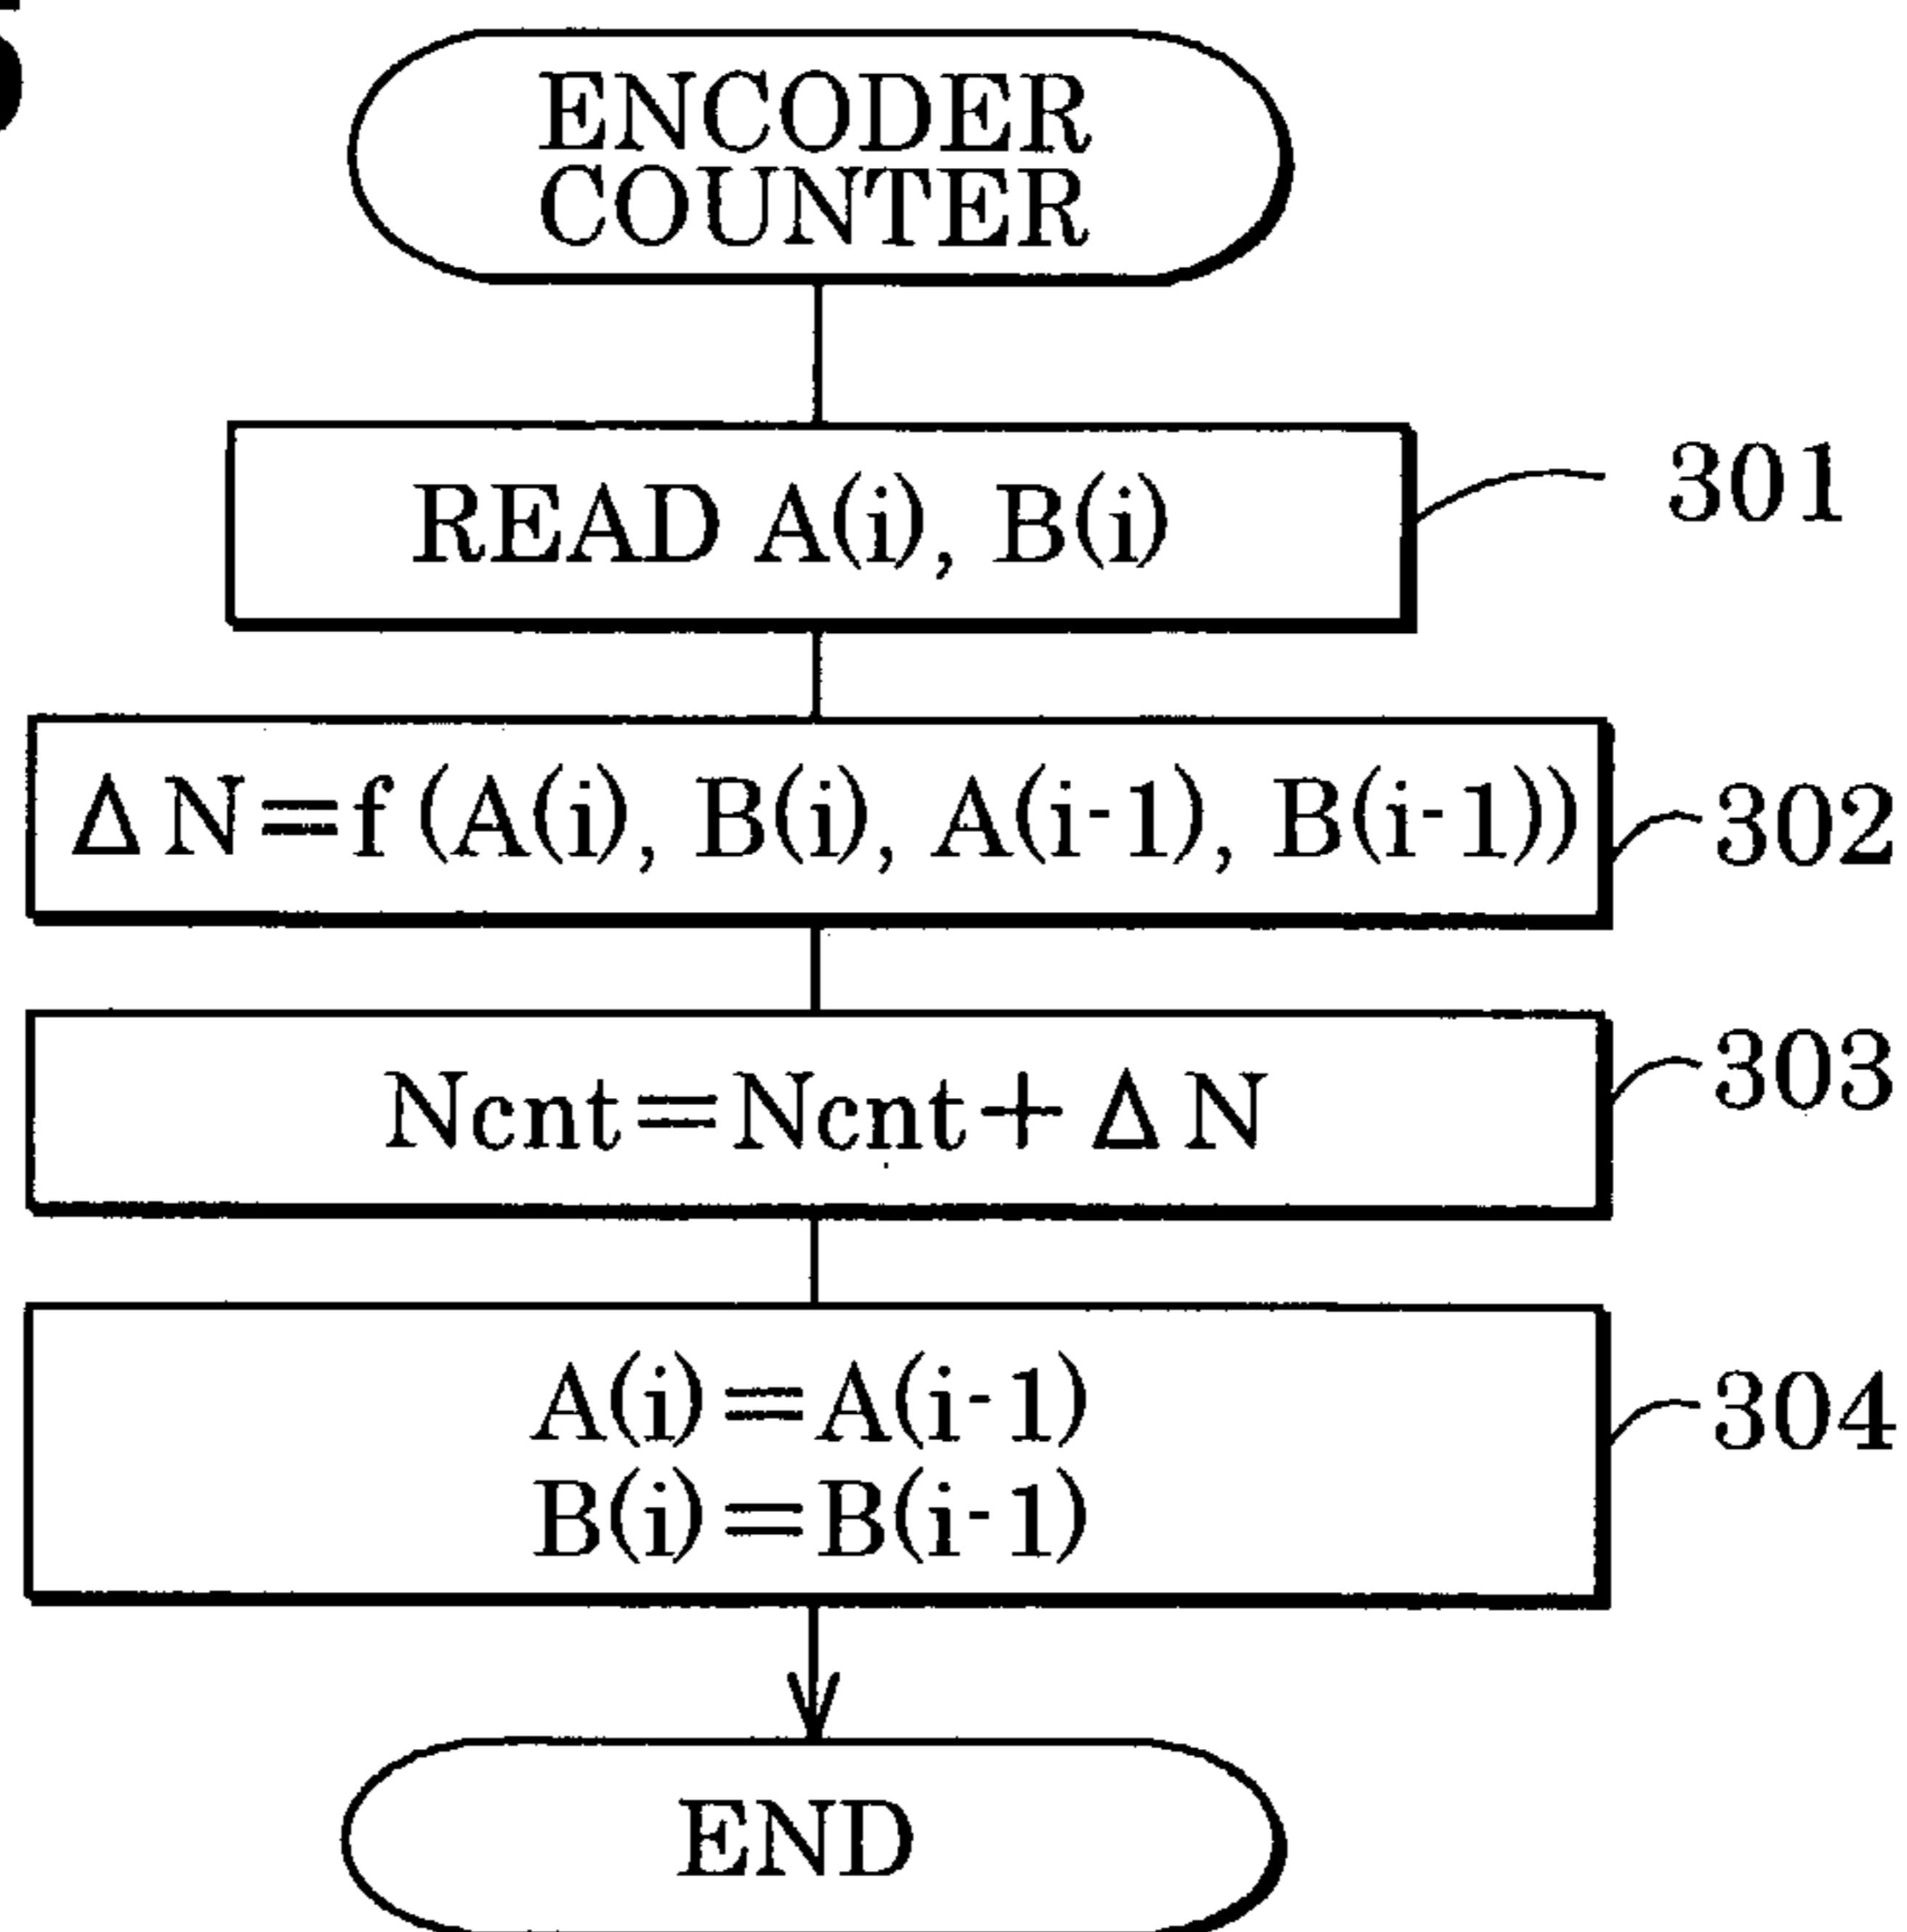 ENCODER
COUNTER
READ A(i), B(i)
301
ΔN=f (A(i), B(i), A(i-1), B(i-1))
302
Ncnt=Ncnt+ΔN
303
A(i)=A(i-1)
B(i)=B(i-1)
304
END